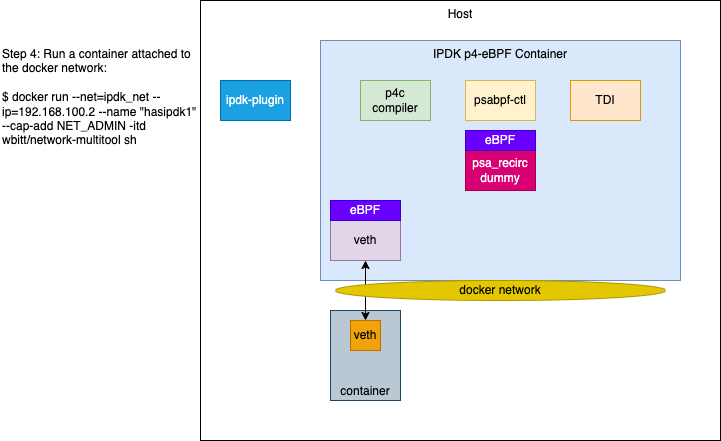 Host
Step 4: Run a container attached to
the docker network:
$ docker run --net=ipdk_net --
ip=192.168.100.2 --name "hasipdk1"
--cap-add NET_ADMIN -itd
wbitt/network-multitool sh
IPDK p4-eBPF Container
ipdk-plugin
p4c
compiler
psabpf-ctl
TDI
eBPF
psa_recirc
dummy
eBPF
veth
docker network
veth
container